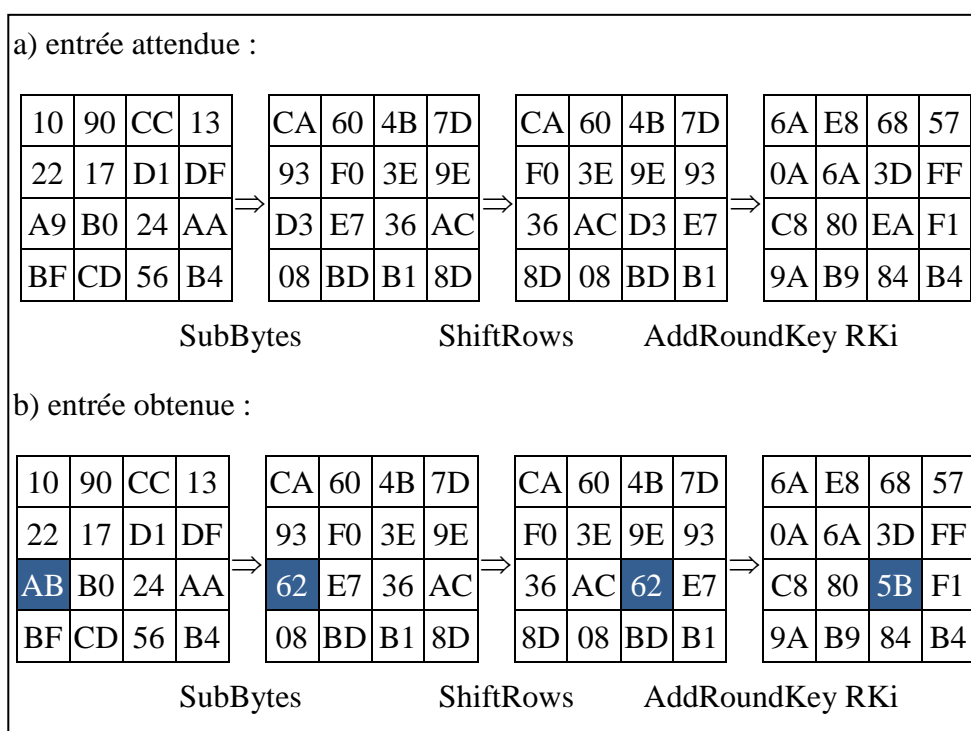 a) entrée attendue :
10 90 CC 13 CA 60 4B 7D CA 60 4B 7D 6A E8 68 57
22 17 D1 DF 93 F0 3E 9E F0 3E 9E 93 0A 6A 3D FF
⇒ ⇒ ⇒
A9 B0 24 AA D3 E7 36 AC 36 AC D3 E7 C8 80 EA F1
BF CD 56 B4 08 BD B1 8D 8D 08 BD B1 9A B9 84 B4
SubBytes ShiftRows AddRoundKey RKi
b) entrée obtenue :
10 90 CC 13 CA 60 4B 7D CA 60 4B 7D 6A E8 68 57
22 17 D1 DF 93 F0 3E 9E F0 3E 9E 93 0A 6A 3D FF
⇒ ⇒ ⇒
AB B0 24 AA 62 E7 36 AC 36 AC 62 E7 C8 80 5B F1
BF CD 56 B4 08 BD B1 8D 8D 08 BD B1 9A B9 84 B4
SubBytes ShiftRows AddRoundKey RKi